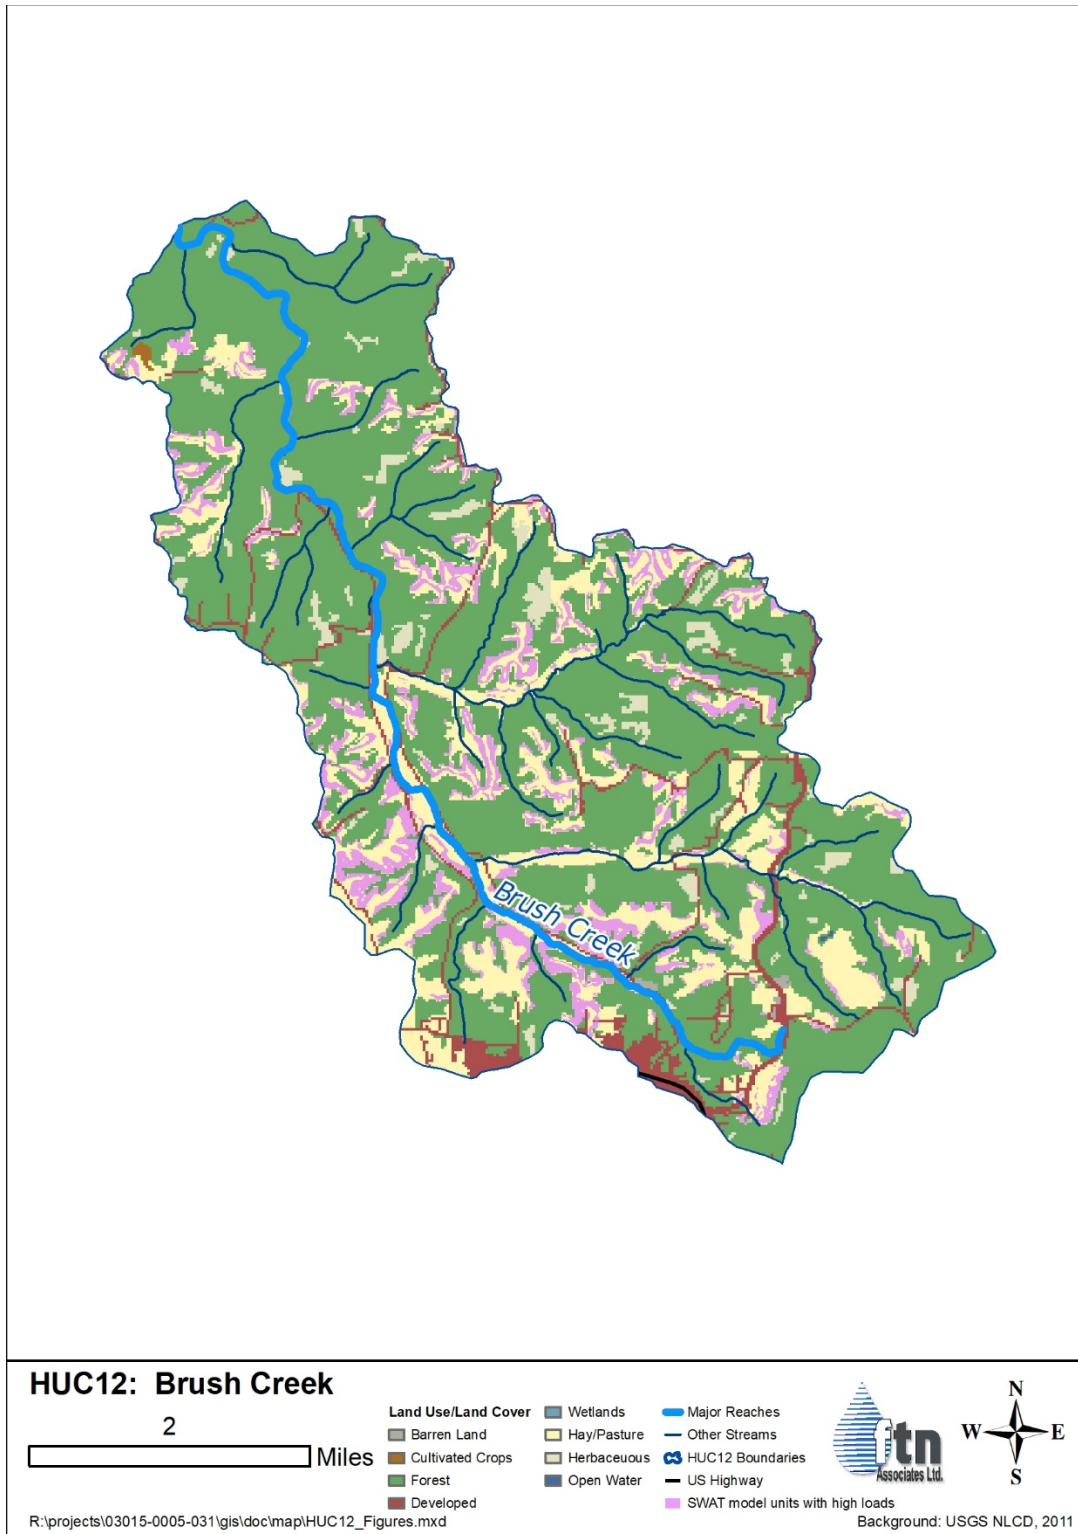 Brush Creek
HUC12: Brush Creek
2
Miles
Land Use/Land Cover
Barren Land
Cultivated Crops
Forest
Developed
Wetlands
Hay/Pasture
Herbaceuous
Open Water
Major Reaches
Other Streams
HUC12 Boundaries
US Highway
SWAT model units with high loads
ftn
Associates Ltd.
N
W E
S
R:\projects\03015-0005-031\gis\doc\map\HUC12_Figures.mxd
Background: USGS NLCD, 2011